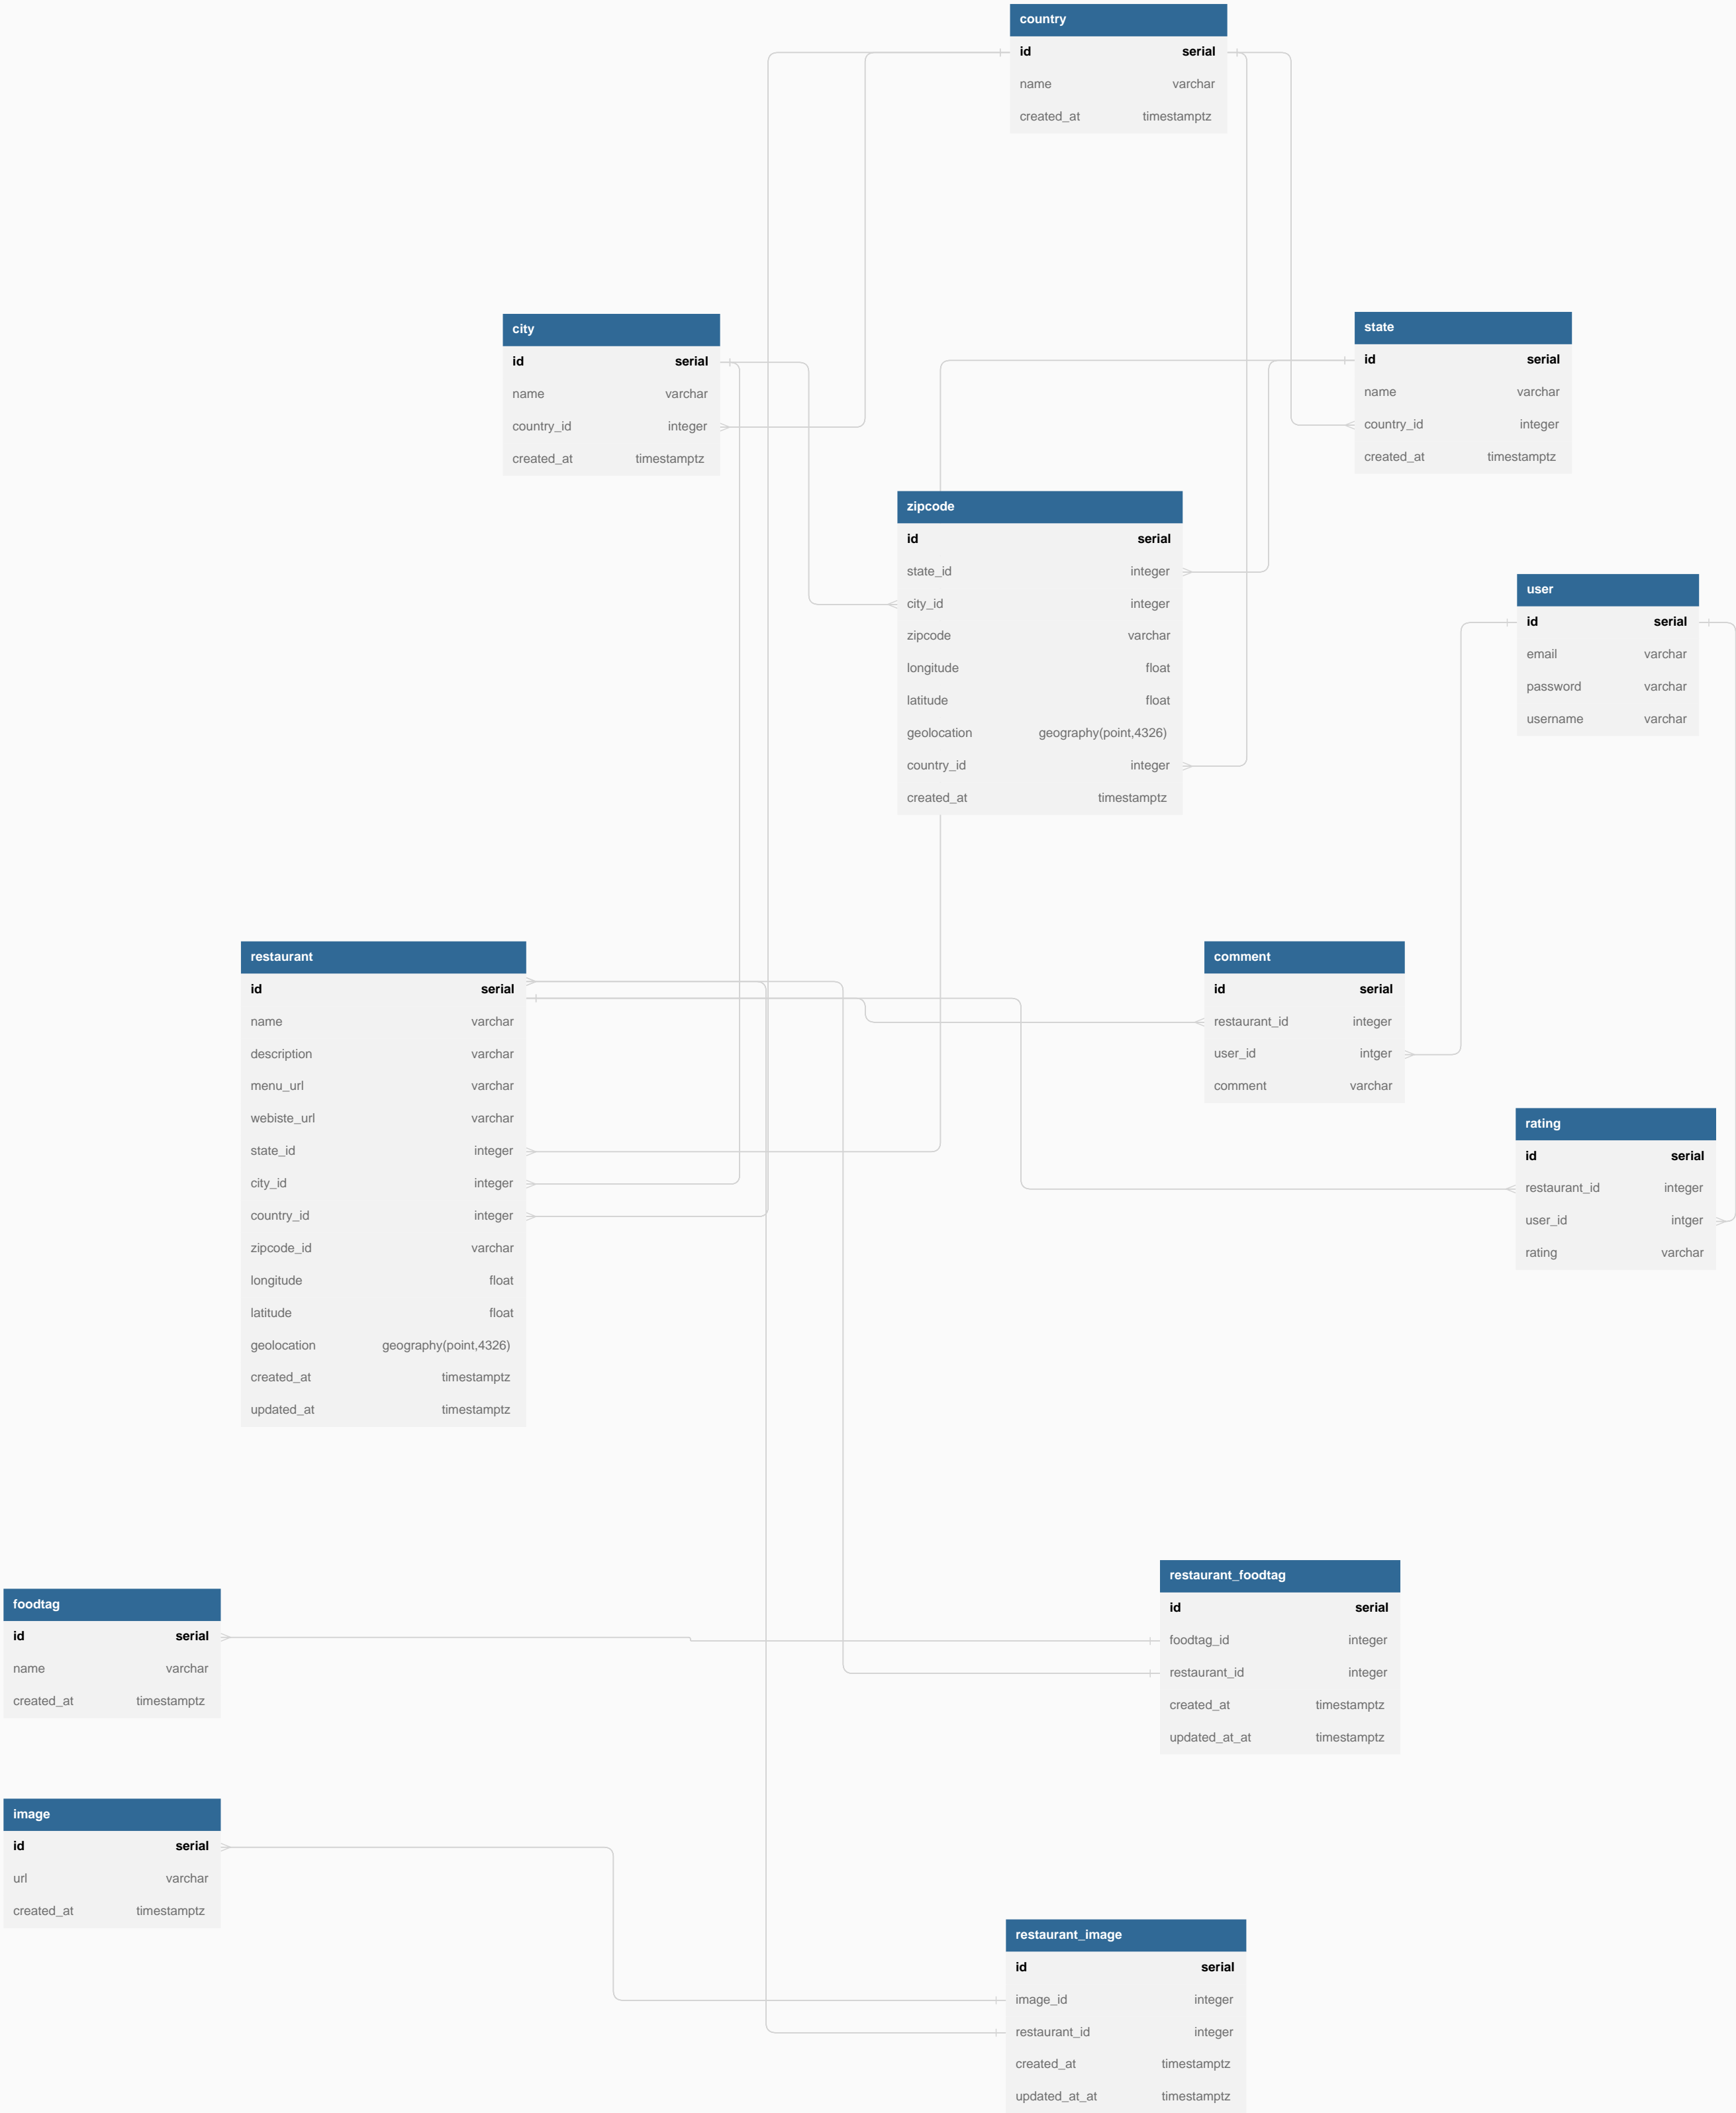 country
id serial
name varchar
created_at timestamptz
city
id serial
name varchar
country_id integer
created_at timestamptz
state
id serial
name varchar
country_id integer
created_at timestamptz
zipcode
id serial
state_id integer
city_id integer
zipcode varchar
longitude float
latitude float
geolocation geography(point,4326)
country_id integer
created_at timestamptz
user
id serial
email varchar
password varchar
username varchar
restaurant
id serial
name varchar
description varchar
menu_url varchar
webiste_url varchar
state_id integer
city_id integer
country_id integer
zipcode_id varchar
longitude float
latitude float
geolocation geography(point,4326)
created_at timestamptz
updated_at timestamptz
comment
id serial
restaurant_id integer
user_id intger
comment varchar
rating
id serial
restaurant_id integer
user_id intger
rating varchar
restaurant_foodtag
id serial
foodtag_id integer
restaurant_id integer
created_at timestamptz
updated_at_at timestamptz
foodtag
id serial
name varchar
created_at timestamptz
image
id serial
url varchar
created_at timestamptz
restaurant_image
id serial
image_id integer
restaurant_id integer
created_at timestamptz
updated_at_at timestamptz